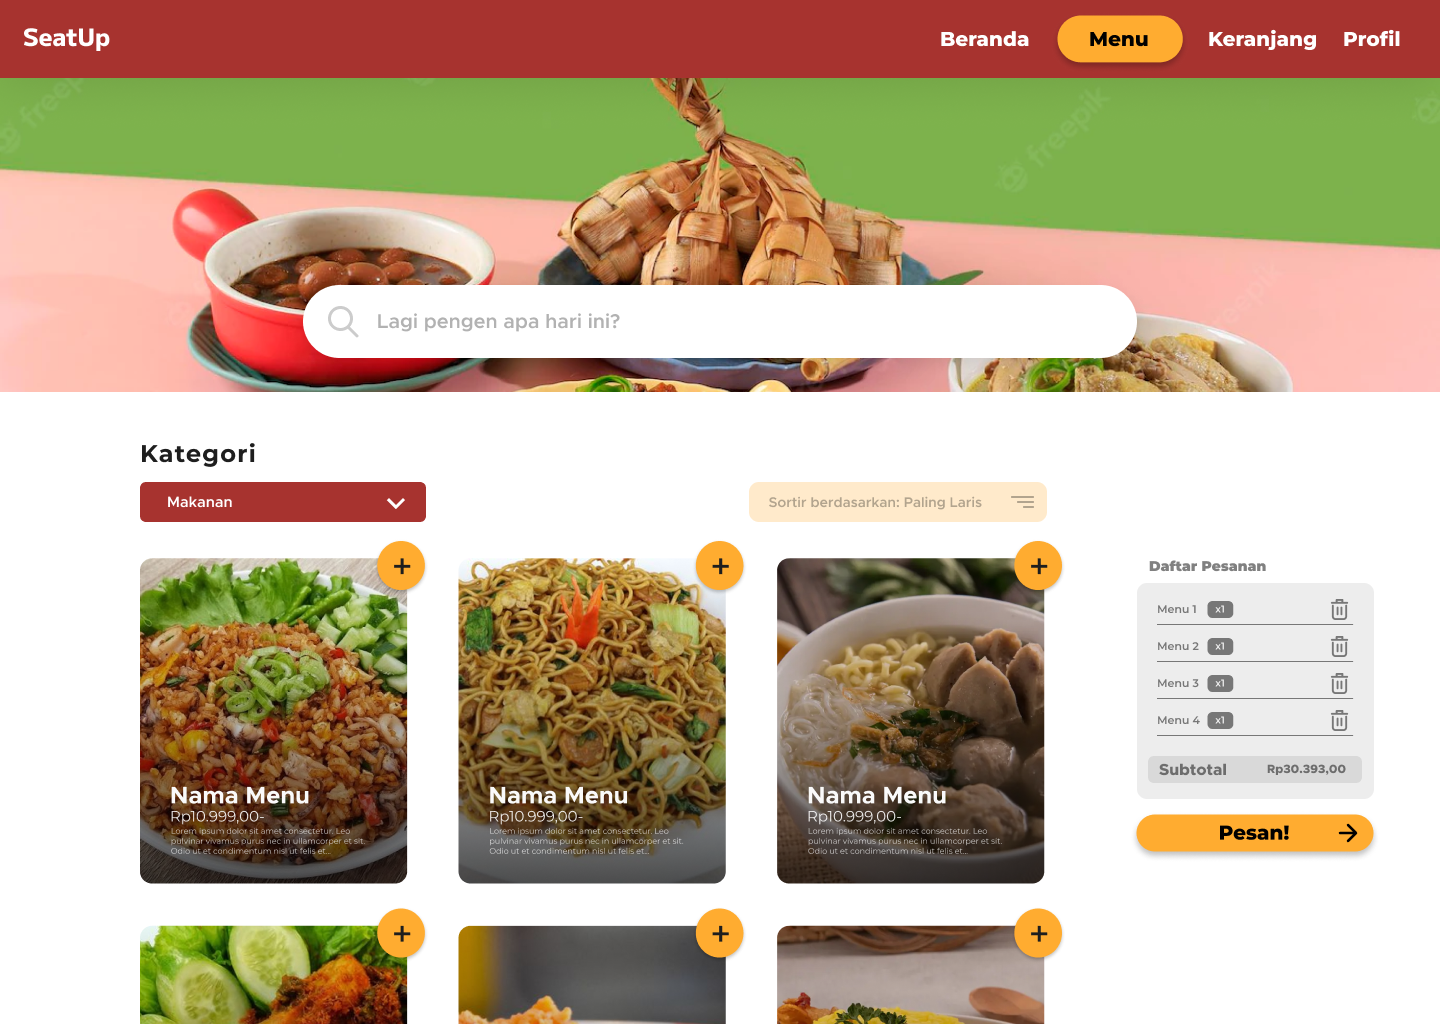 SeatUp
Beranda
Menu
Keranjang
Profil
freepik
freepik
freepik
Lagi pengen apa hari ini?
Kategori
Makanan
Sortir berdasarkan: Paling Laris
Nama Menu
Rp10.999,00-
Lorem ipsum dolor sit amet consectetur. Leo
pulvinar vivamus purus nec in ullamcorper et sit.
Odio ut et condimentum nisl ut felis et...
Nama Menu
Rp10.999,00-
Lorem ipsum dolor sit amet consectetur. Leo
pulvinar vivamus purus nec in ullamcorper et sit.
Odio ut et condimentum nisl ut felis et...
Nama Menu
Rp10.999,00-
Lorem ipsum dolor sit amet consectetur. Leo
pulvinar vivamus purus nec in ullamcorper et sit.
Odio ut et condimentum nisl ut felis et...
Daftar Pesanan
Menu 1 x1
Menu 2 x1
Menu 3 x1
Menu 4 x1
Subtotal Rp30.393,00
Pesan!